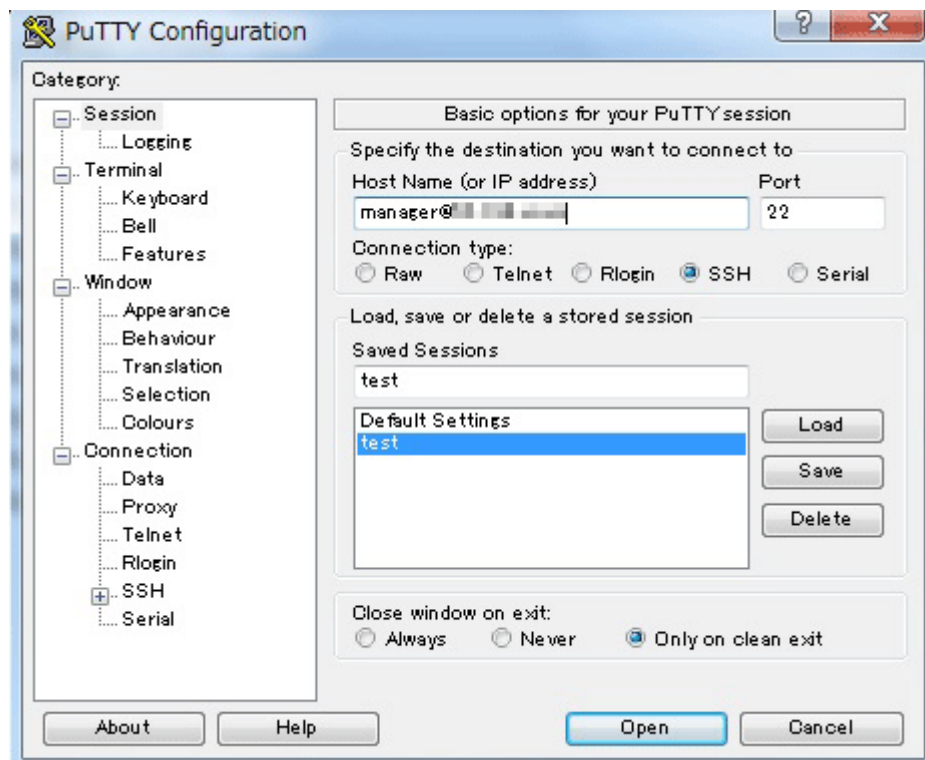 PuTTY Configuration
Category:
Session
Logging
Terminal
Keyboard
Bell
Features
Window
Appearance
Behaviour
Translation
Selection
Colours
Connection
Data
Proxy
Telnet
Rlogin
SSH
Serial
Basic options for your PuTTY session
Specify the destination you want to connect to
Host Name (or IP address) Port
manager@ 22
Connection type:
Raw Telnet Rlogin SSH Serial
Load, save or delete a stored session
Saved Sessions
test
Default Settings
test
Load
Save
Delete
Close window on exit:
Always Never Only on clean exit
About Help Open Cancel